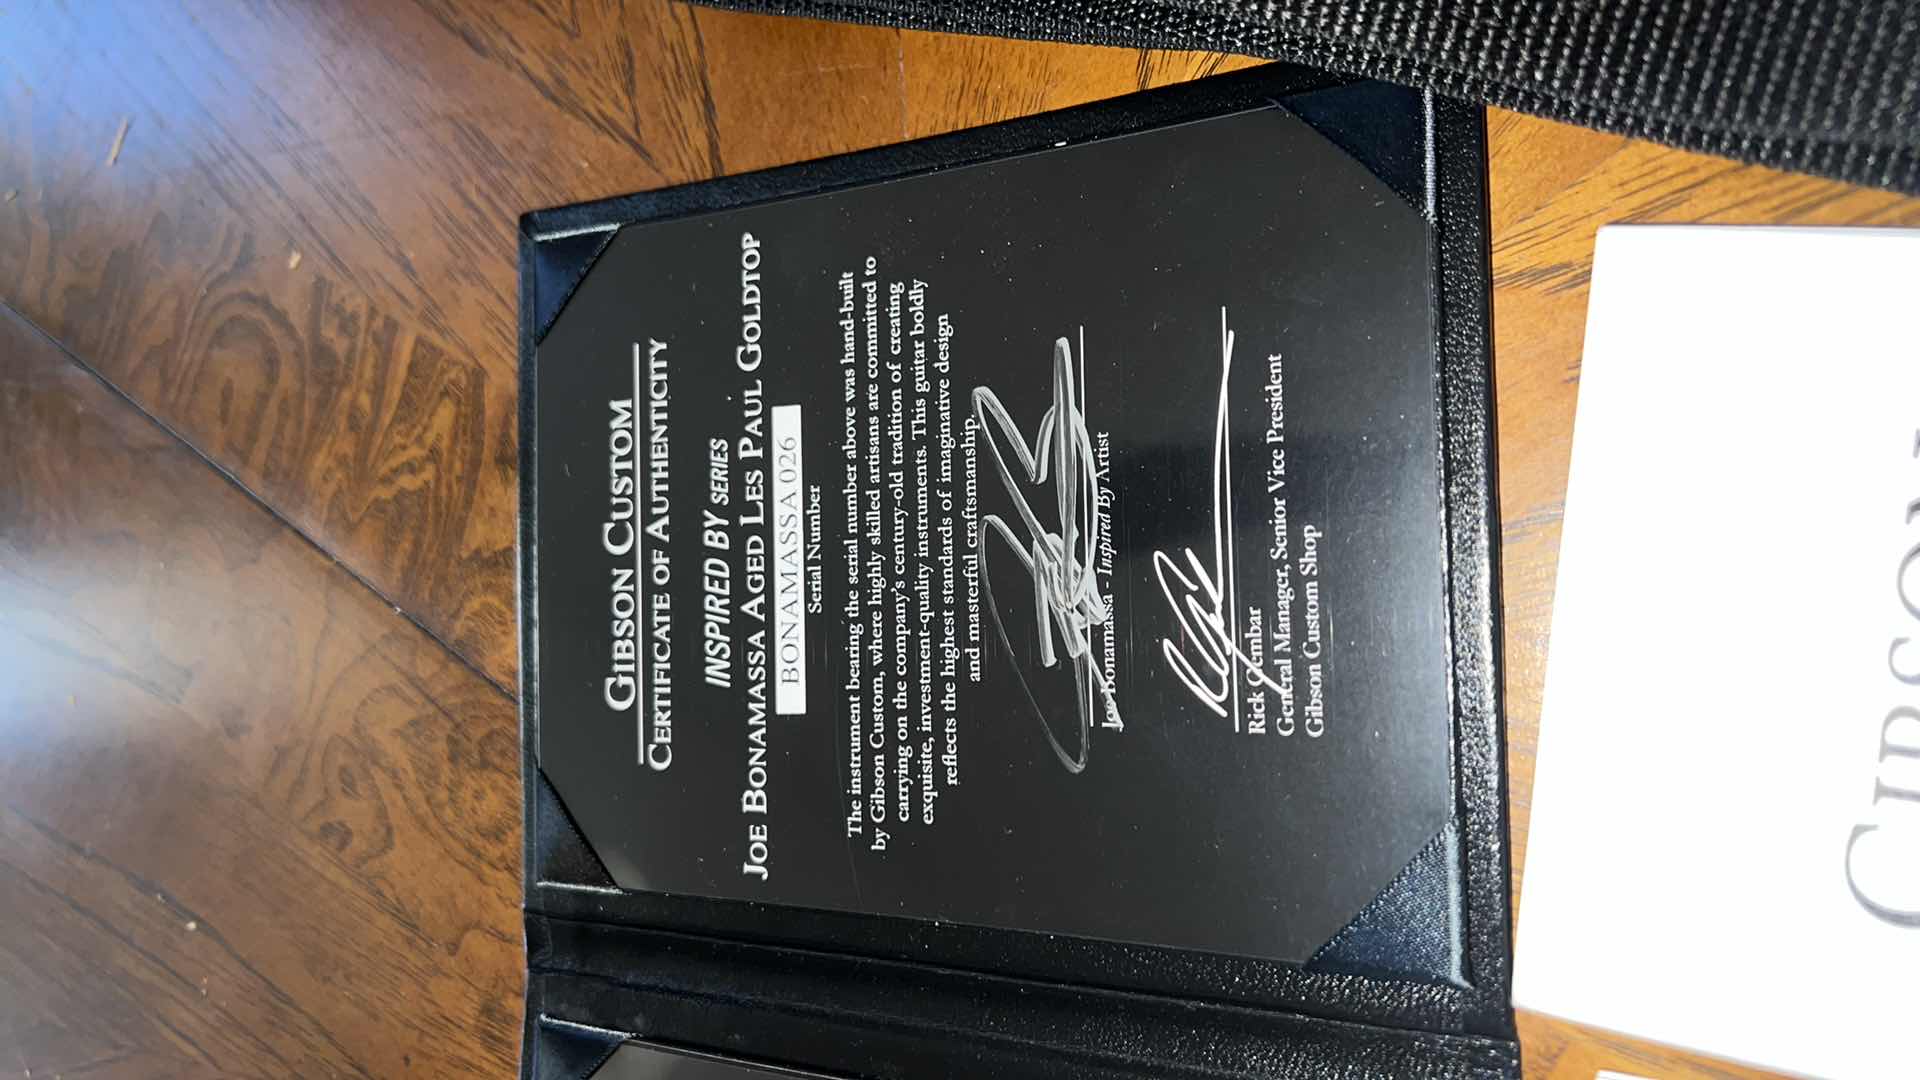 GIBSON CUSTOM
CERTIFICATE OF AUTHENTICITY
INSPIRED BY SERIES
JOE BONAMASSA AGED LES PAUL GOLDTOP
BONAMASSA 026
Serial Number
The instrument bearing the serial number above was hand-built
by Gibson Custom, where highly skilled artisans are committed to
carrying on the company's century-old tradition of creating
exquisite, investment-quality instruments. This guitar boldly
reflects the highest standards of imaginative design
and masterful craftsmanship.
Joe Bonamassa - Inspired By Artist
Rick Gembar
General Manager, Senior Vice President
Gibson Custom Shop
GIBSON